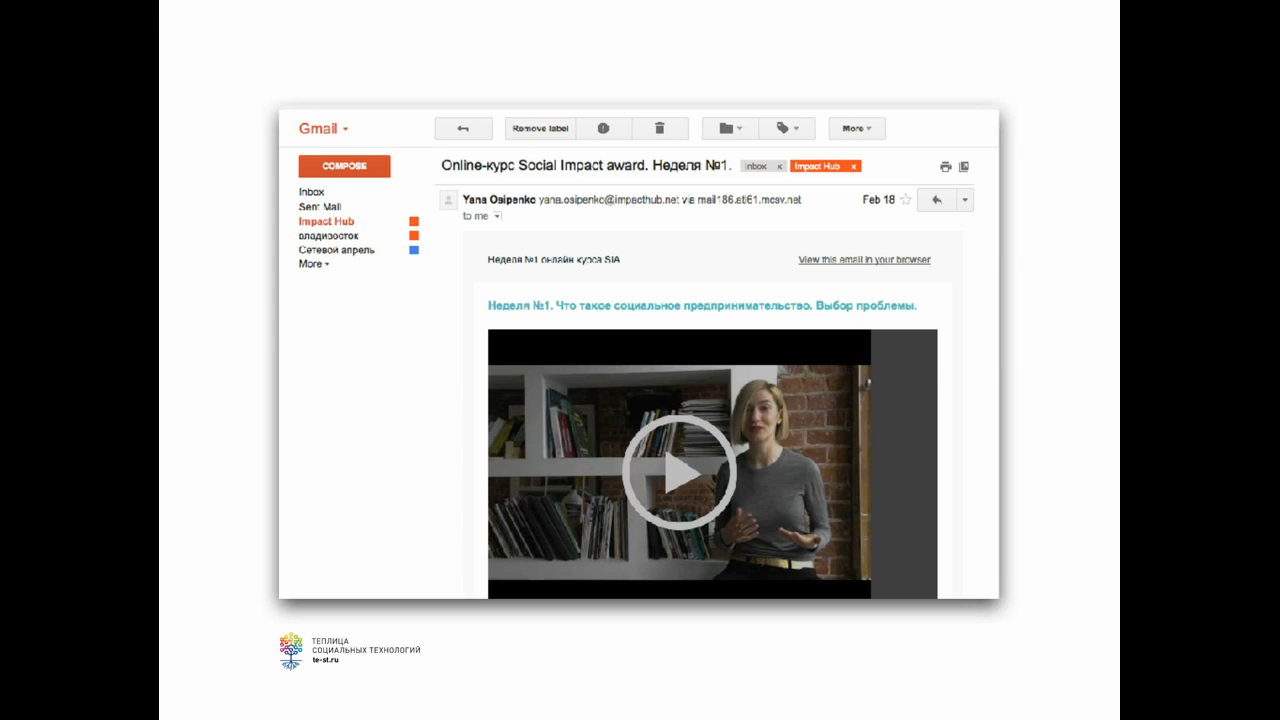 Gmail
Remove label
More
COMPOSE
Online-курс Social Impact award. Неделя №1.
Inbox x
Impact Hub x
Inbox
Sent Mail
Impact Hub
владивосток
Сетевой апрель
More
Yana Osipenko yana.osipenko@impacthub.net via mail186.atl61.mcsv.net
Feb 18
to me
Неделя №1 онлайн курса SIA
View this email in your browser
Неделя №1. Что такое социальное предпринимательство. Выбор проблемы.
ТЕПЛИЦА
СОЦИАЛЬНЫХ ТЕХНОЛОГИЙ
te-st.ru